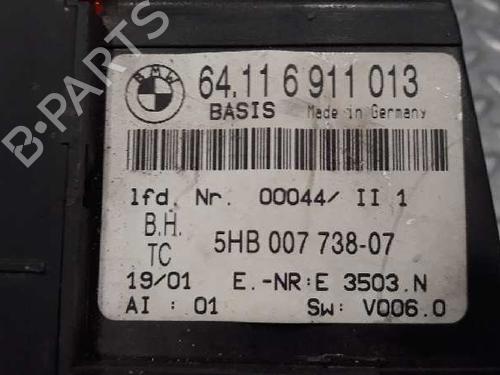 BMW
64.11 6 911 013
BASIS Made in Germany
lfd. Nr. 00044/ II 1
B.H.
TC 5HB 007 738-07
19/01 E.-NR:E 3503.N
AI : 01 Sw: V006.0
B-PARTS